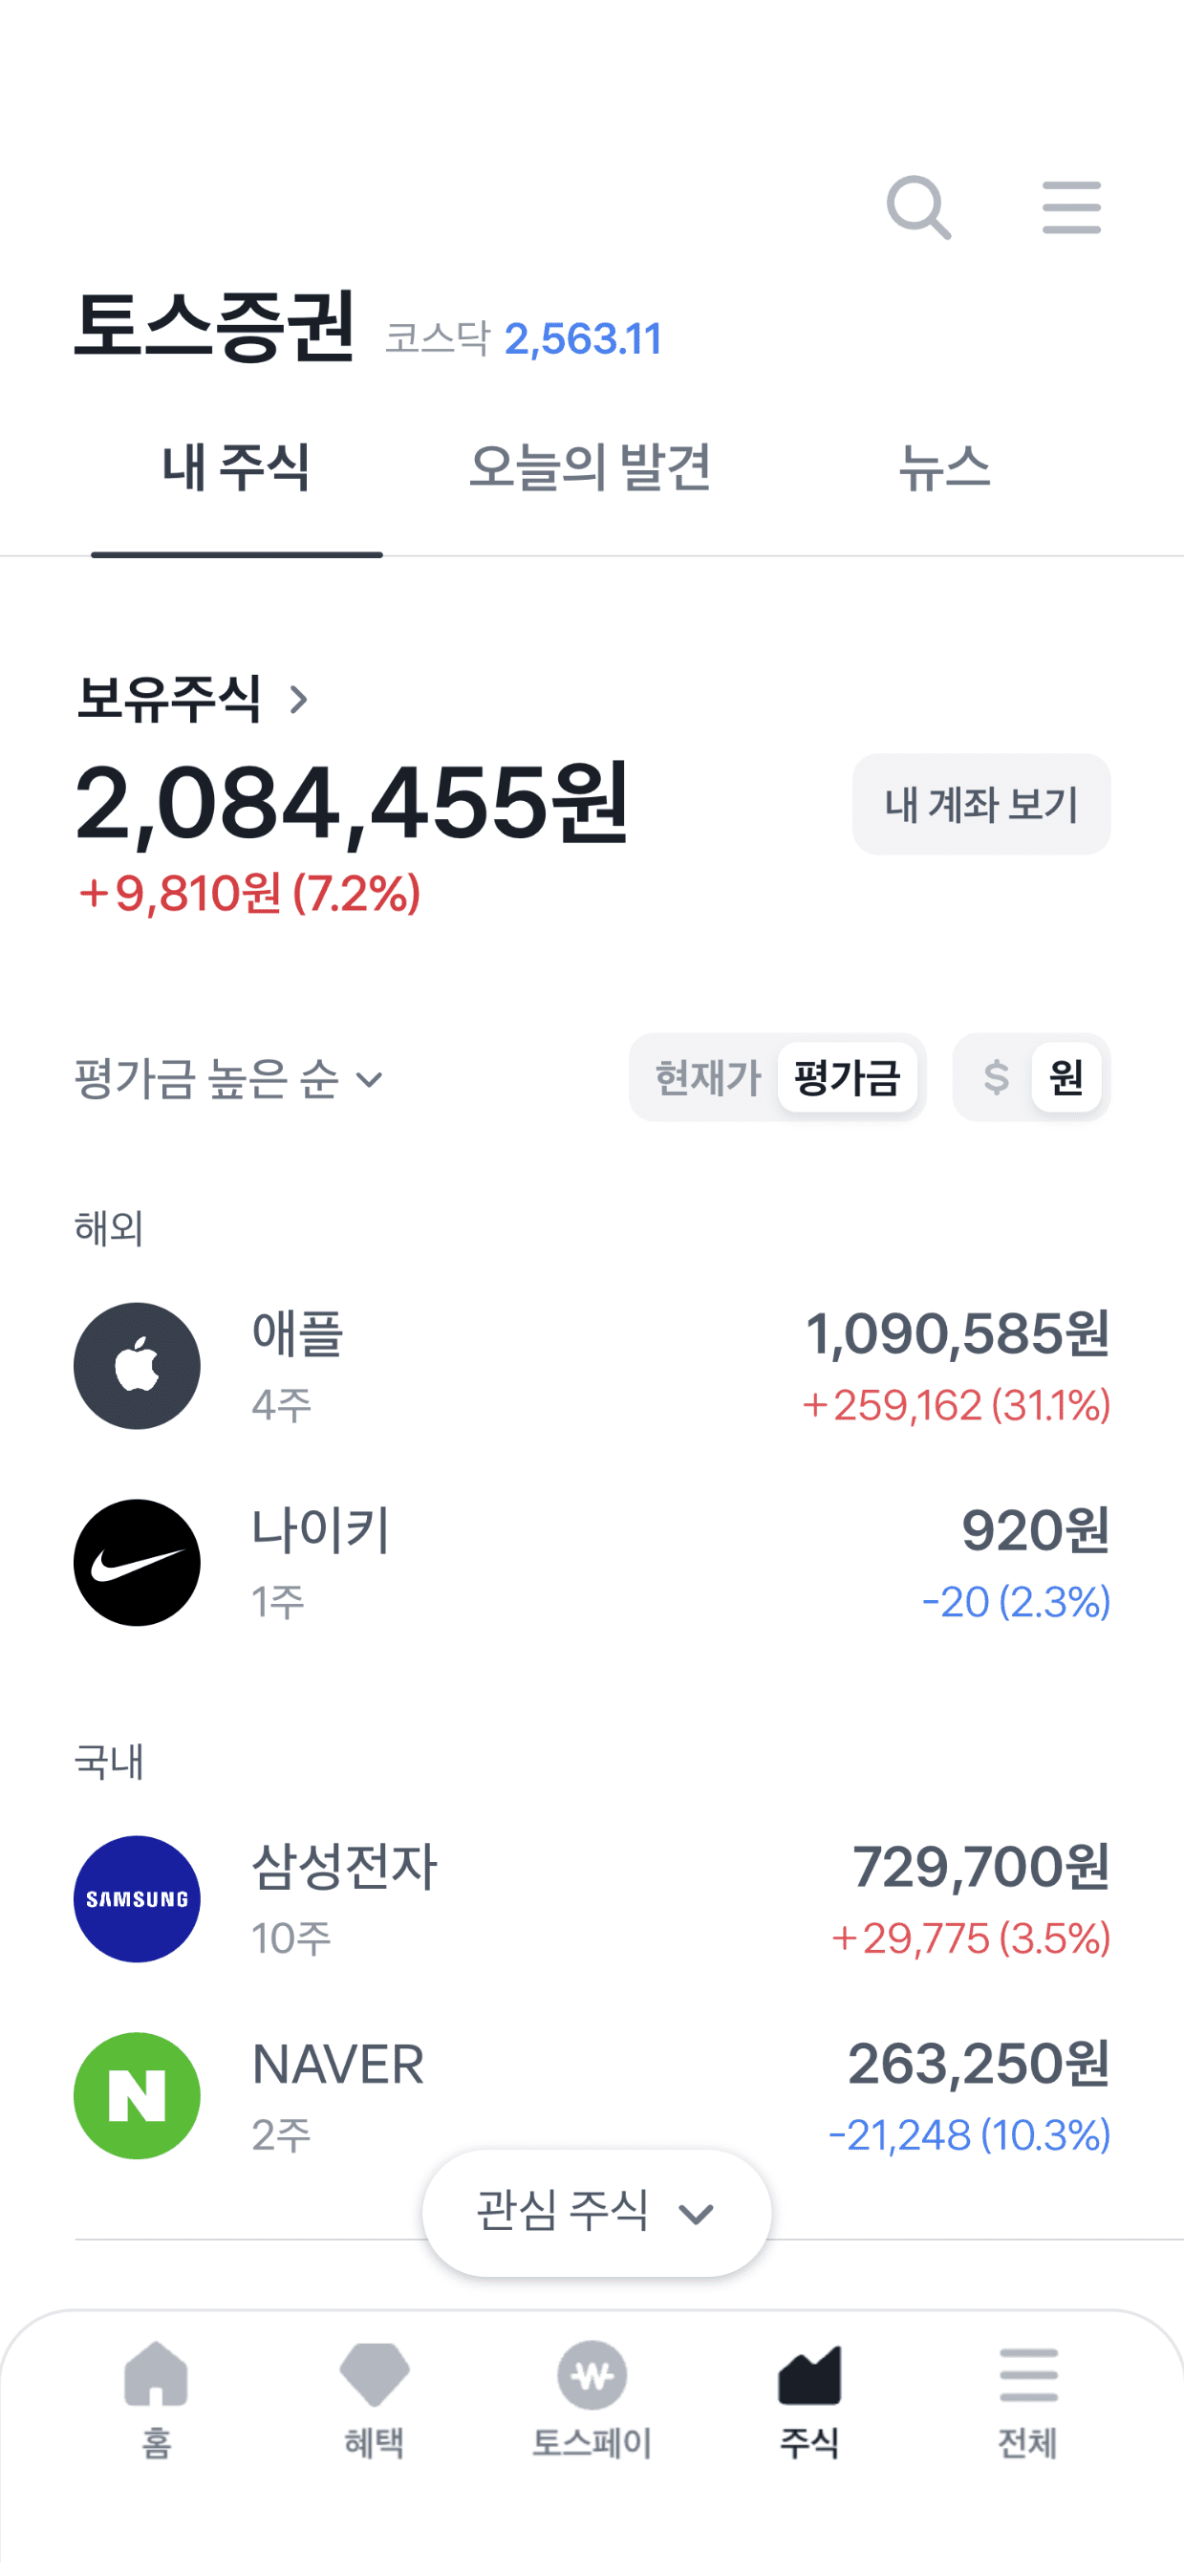 토스증권 코스닥 2,563.11
내 주식 오늘의 발견 뉴스
보유주식
2,084,455원 내 계좌 보기
+9,810원 (7.2%)
평가금 높은 순 현재가 평가금 $ 원
해외
애플 1,090,585원
4주 +259,162 (31.1%)
나이키 920원
1주 -20 (2.3%)
국내
SAMSUNG 삼성전자 729,700원
10주 +29,775 (3.5%)
N NAVER 263,250원
2주 -21,248 (10.3%)
관심 주식
홈 혜택 토스페이 주식 전체